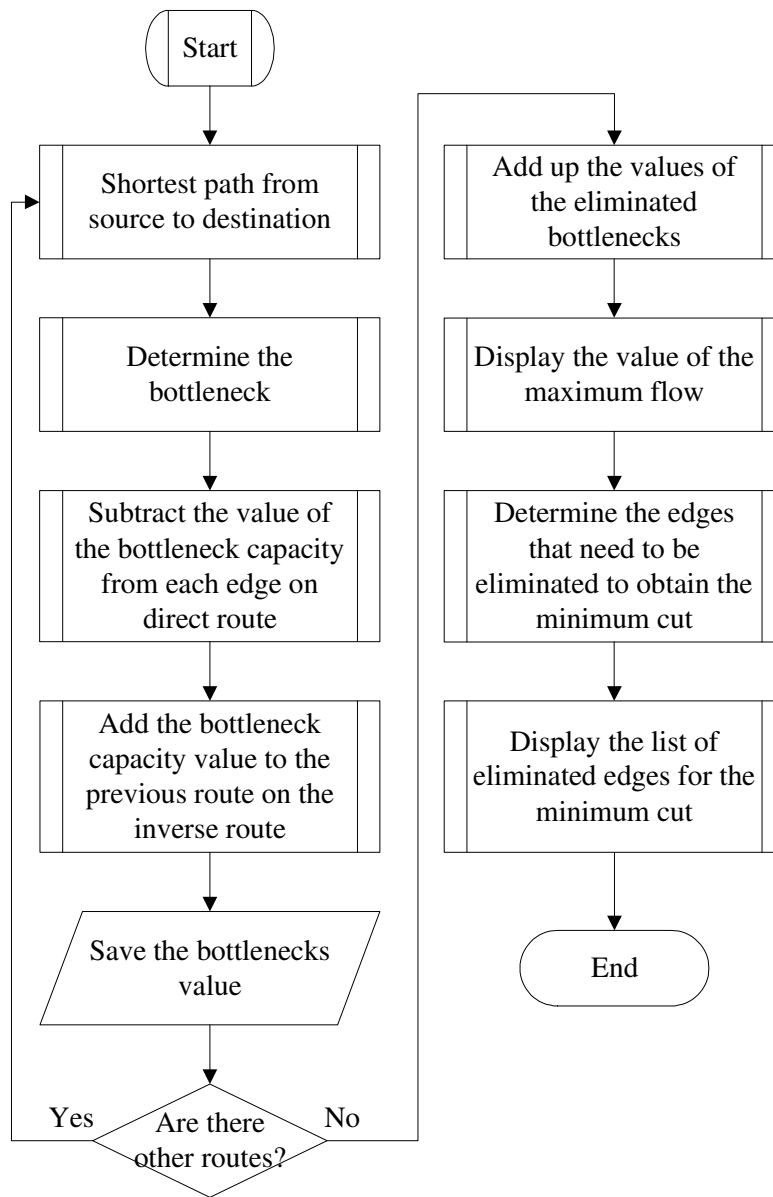 Start
Shortest path from
source to destination
Determine the
bottleneck
Subtract the value of
the bottleneck capacity
from each edge on
direct route
Add the bottleneck
capacity value to the
previous route on the
inverse route
Save the bottlenecks
value
Yes
Are there
other routes?
No
Add up the values of
the eliminated
bottlenecks
Display the value of the
maximum flow
Determine the edges
that need to be
eliminated to obtain the
minimum cut
Display the list of
eliminated edges for the
minimum cut
End